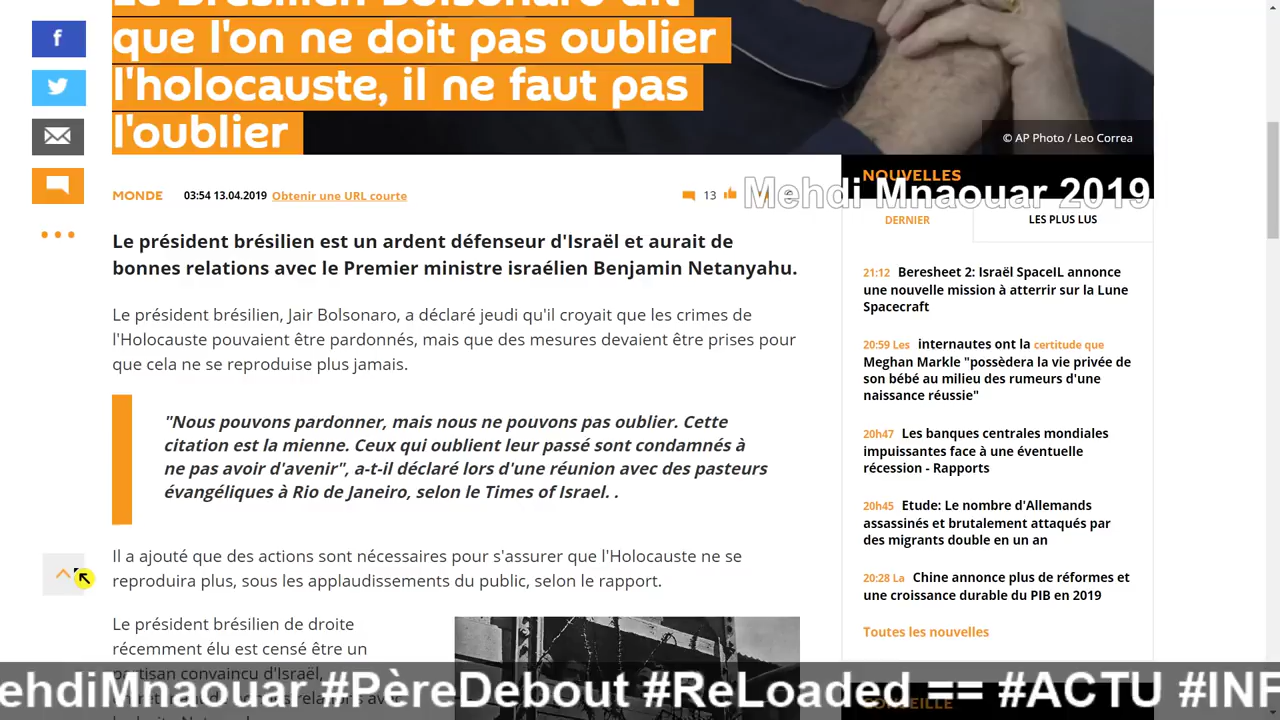 Le Brésilien Bolsonaro dit
que l'on ne doit pas oublier
l'holocauste, il ne faut pas
l'oublier
© AP Photo / Leo Correa
MONDE 03:54 13.04.2019 Obtenir une URL courte
13
Mehdi Mnaouar 2019
Le président brésilien est un ardent défenseur d'Israël et aurait de
bonnes relations avec le Premier ministre israélien Benjamin Netanyahu.
Le président brésilien, Jair Bolsonaro, a déclaré jeudi qu'il croyait que les crimes de
l'Holocauste pouvaient être pardonnés, mais que des mesures devaient être prises pour
que cela ne se reproduise plus jamais.
"Nous pouvons pardonner, mais nous ne pouvons pas oublier. Cette
citation est la mienne. Ceux qui oublient leur passé sont condamnés à
ne pas avoir d'avenir", a-t-il déclaré lors d'une réunion avec des pasteurs
évangéliques à Rio de Janeiro, selon le Times of Israel. .
Il a ajouté que des actions sont nécessaires pour s'assurer que l'Holocauste ne se
reproduira plus, sous les applaudissements du public, selon le rapport.
Le président brésilien de droite
récemment élu est censé être un
partisan convaincu d'Israël,
NOUVELLES
DERNIER
LES PLUS LUS
21:12 Beresheet 2: Israël SpaceIL annonce
une nouvelle mission à atterrir sur la Lune
Spacecraft
20:59 Les internautes ont la certitude que
Meghan Markle "possèdera la vie privée de
son bébé au milieu des rumeurs d'une
naissance réussie"
20h47 Les banques centrales mondiales
impuissantes face à une éventuelle
récession - Rapports
20h45 Etude: Le nombre d'Allemands
assassinés et brutalement attaqués par
des migrants double en un an
20:28 La Chine annonce plus de réformes et
une croissance durable du PIB en 2019
Toutes les nouvelles
CONSEILLE
ehdiMnaouar #PèreDebout #ReLoaded == #ACTU #INF